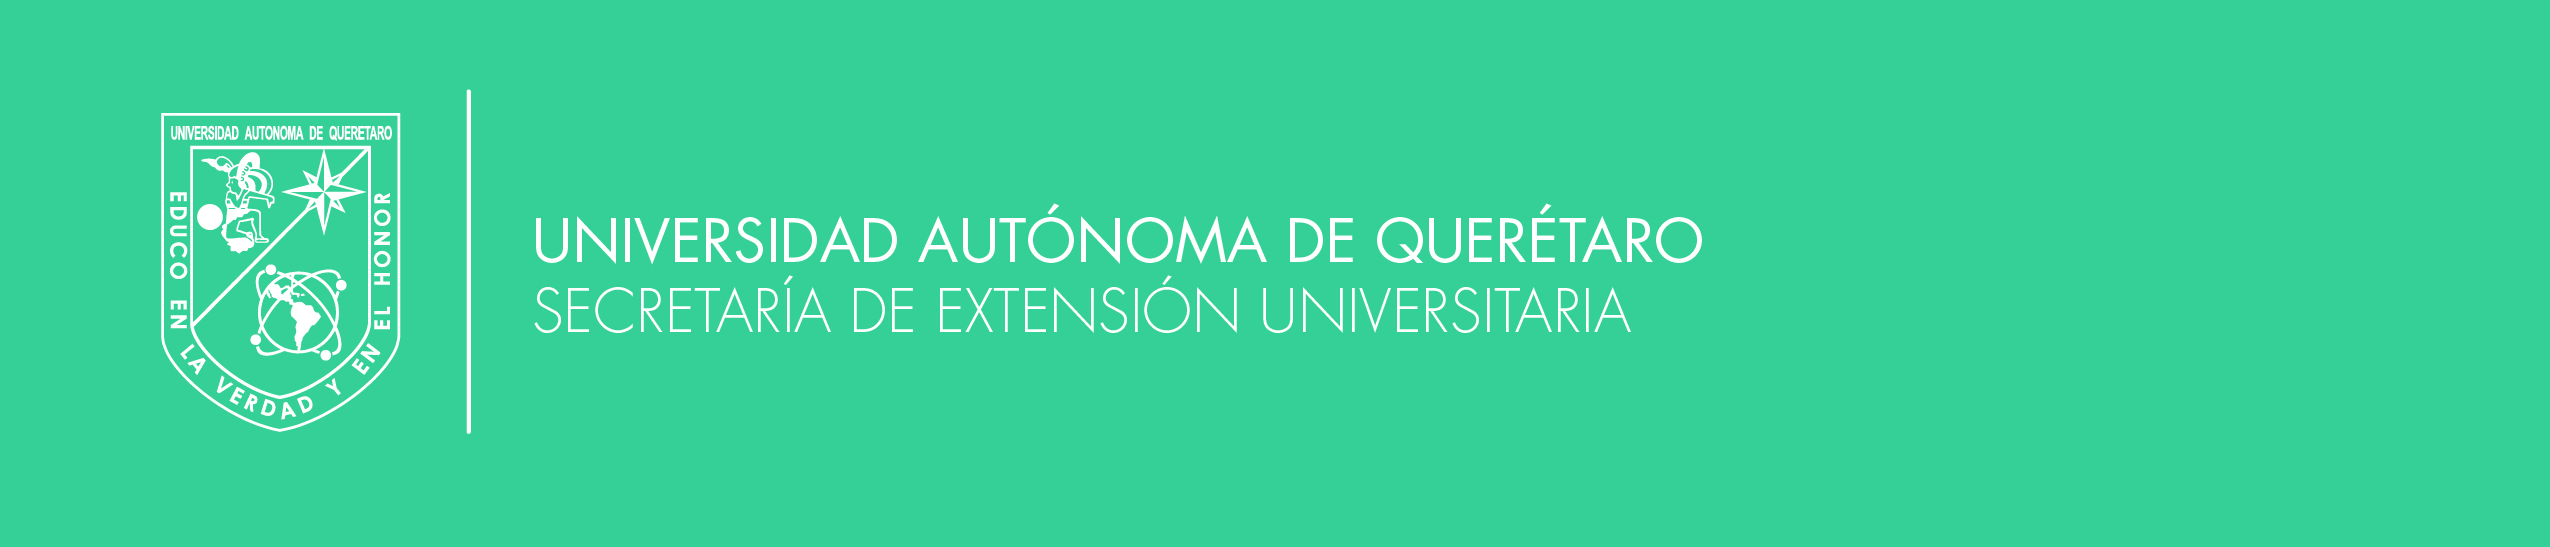 UNIVERSIDAD AUTONOMA DE QUERETARO
EDUCO EN LA VERDAD Y EN EL HONOR
UNIVERSIDAD AUTÓNOMA DE QUERÉTARO
SECRETARÍA DE EXTENSIÓN UNIVERSITARIA